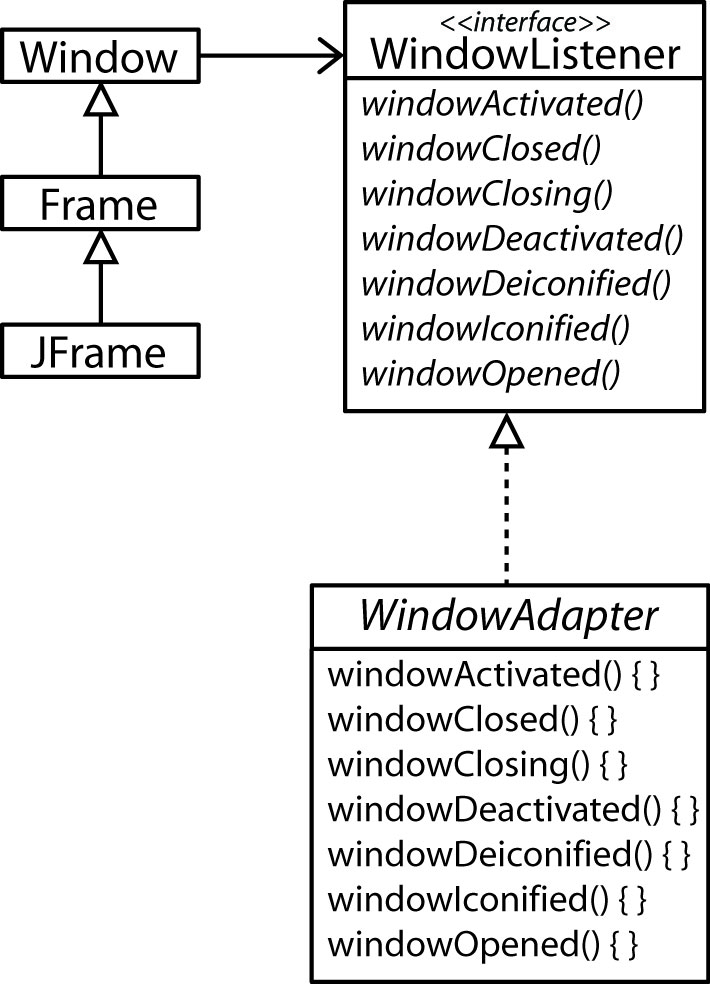 Window
Frame
JFrame
<<interface>>
WindowListener
windowActivated()
windowClosed()
windowClosing()
windowDeactivated()
windowDeiconified()
windowIconified()
windowOpened()
WindowAdapter
windowActivated() { }
windowClosed() { }
windowClosing() { }
windowDeactivated() { }
windowDeiconified() { }
windowIconified() { }
windowOpened() { }